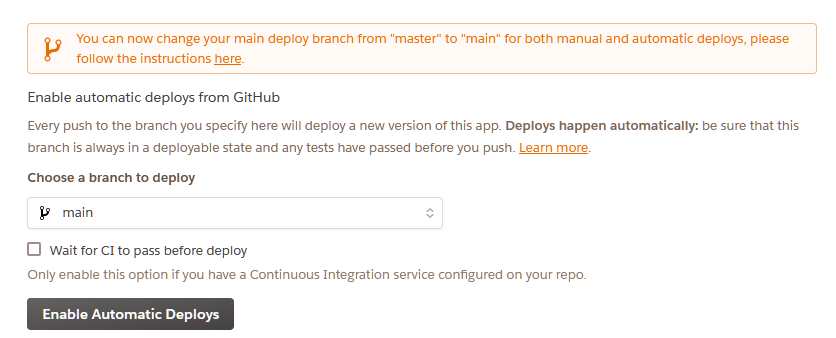 You can now change your main deploy branch from "master" to "main" for both manual and automatic deploys, please
follow the instructions here.
Enable automatic deploys from GitHub
Every push to the branch you specify here will deploy a new version of this app. Deploys happen automatically: be sure that this
branch is always in a deployable state and any tests have passed before you push. Learn more.
Choose a branch to deploy
main
Wait for CI to pass before deploy
Only enable this option if you have a Continuous Integration service configured on your repo.
Enable Automatic Deploys